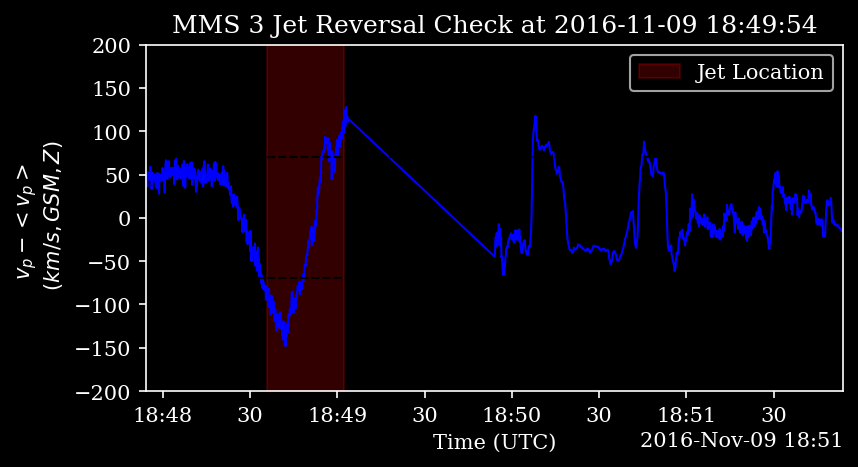 MMS 3 Jet Reversal Check at 2016-11-09 18:49:54
Jet Location
v_p − <v_p>
(km/s, GSM, Z)
200
150
100
50
0
−50
−100
−150
−200
18:48
30
18:49
30
18:50
30
18:51
30
Time (UTC)
2016-Nov-09 18:51